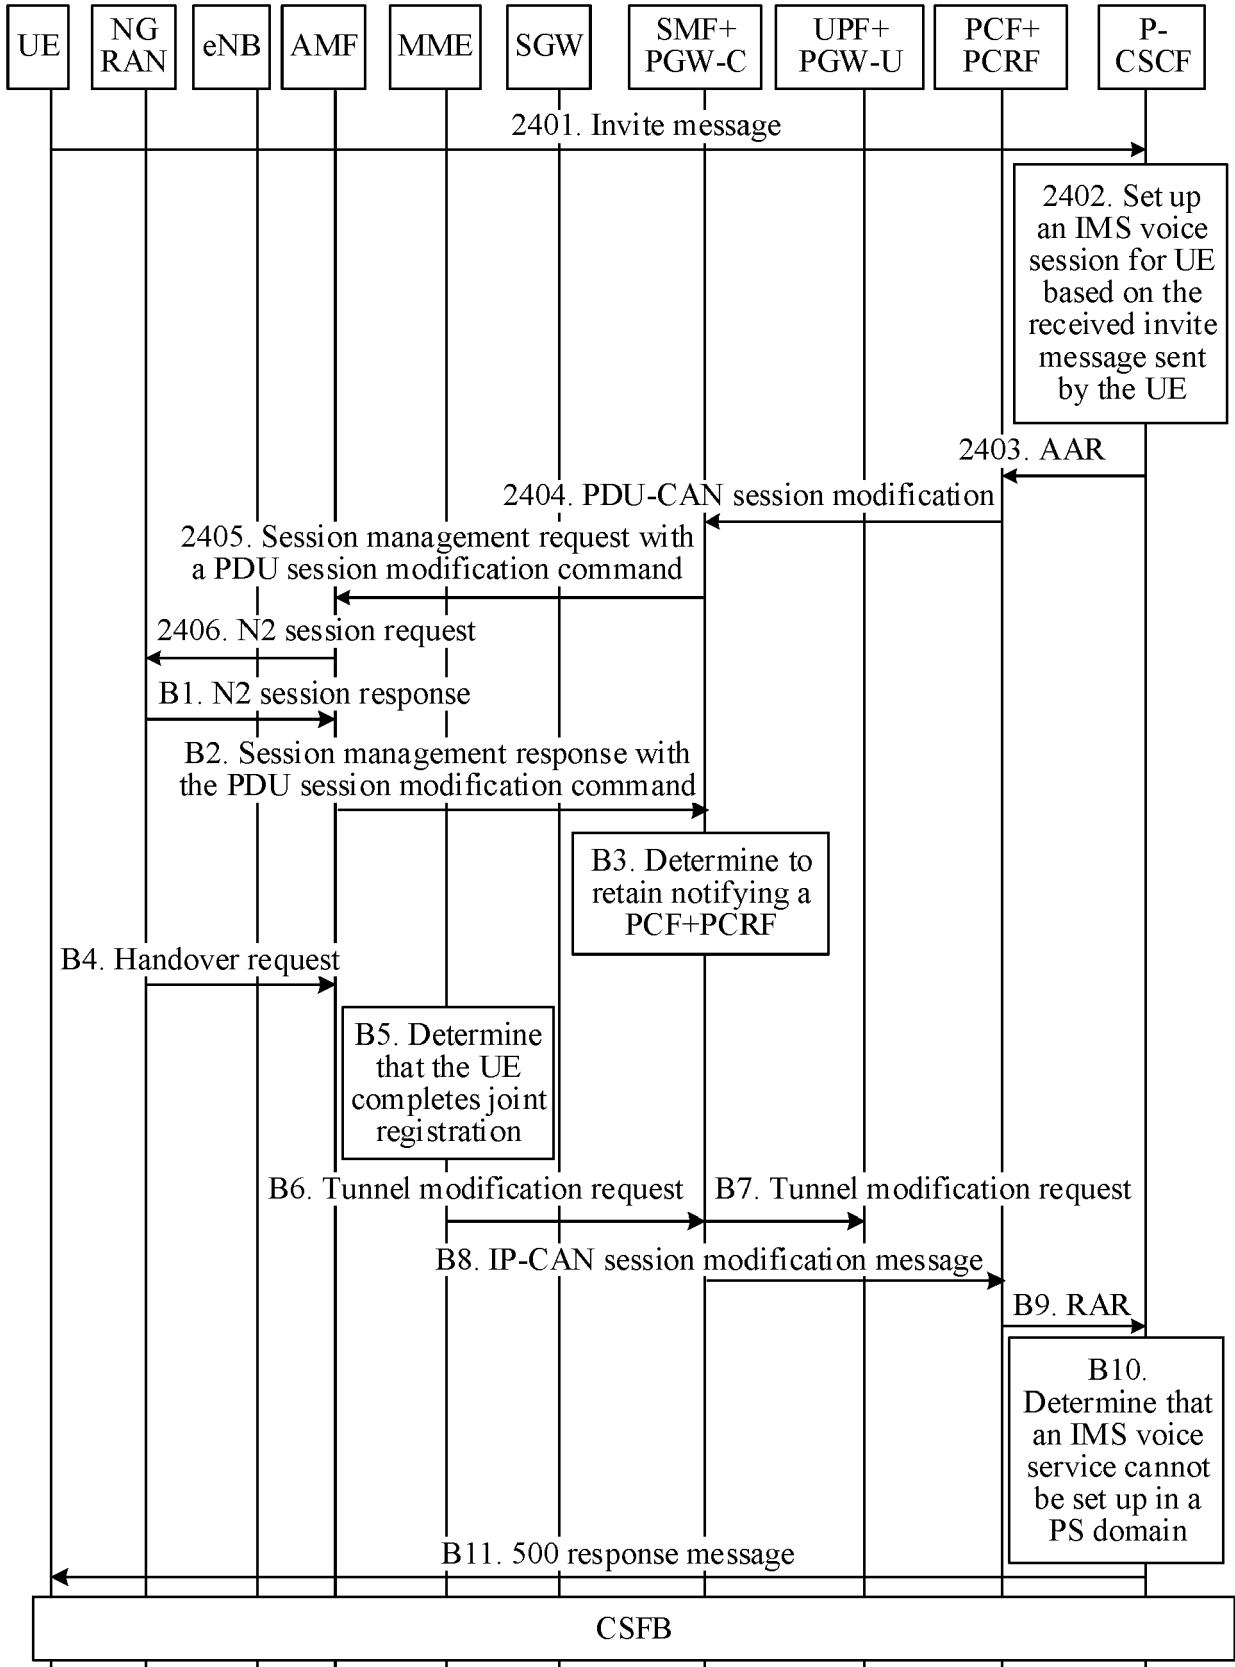 UE
NG
RAN
eNB
AMF
MME
SGW
SMF+
PGW-C
UPF+
PGW-U
PCF+
PCRF
P-
CSCF
2401. Invite message
2402. Set up
an IMS voice
session for UE
based on the
received invite
message sent
by the UE
2403. AAR
2404. PDU-CAN session modification
2405. Session management request with
a PDU session modification command
2406. N2 session request
B1. N2 session response
B2. Session management response with
the PDU session modification command
B3. Determine to
retain notifying a
PCF+PCRF
B4. Handover request
B5. Determine
that the UE
completes joint
registration
B6. Tunnel modification request
B7. Tunnel modification request
B8. IP-CAN session modification message
B9. RAR
B10.
Determine that
an IMS voice
service cannot
be set up in a
PS domain
B11. 500 response message
CSFB